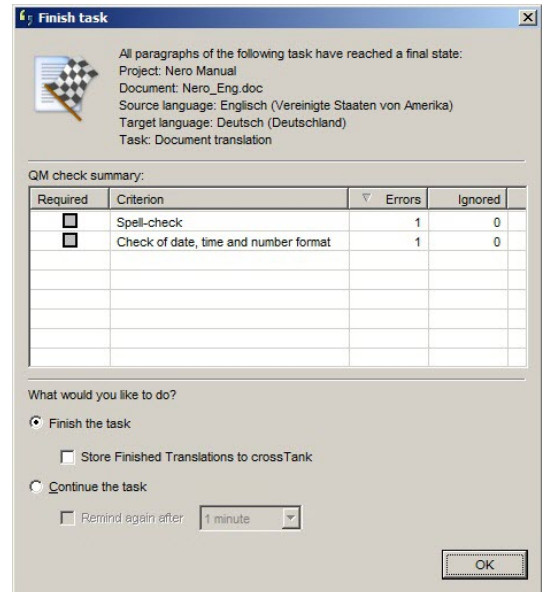 Finish task
All paragraphs of the following task have reached a final state:
Project: Nero Manual
Document: Nero_Eng.doc
Source language: Englisch (Vereinigte Staaten von Amerika)
Target language: Deutsch (Deutschland)
Task: Document translation
QM check summary:
Required Criterion Errors Ignored
Spell-check 1 0
Check of date, time and number format 1 0
What would you like to do?
Finish the task
Store Finished Translations to crossTank
Continue the task
Remind again after 1 minute
OK